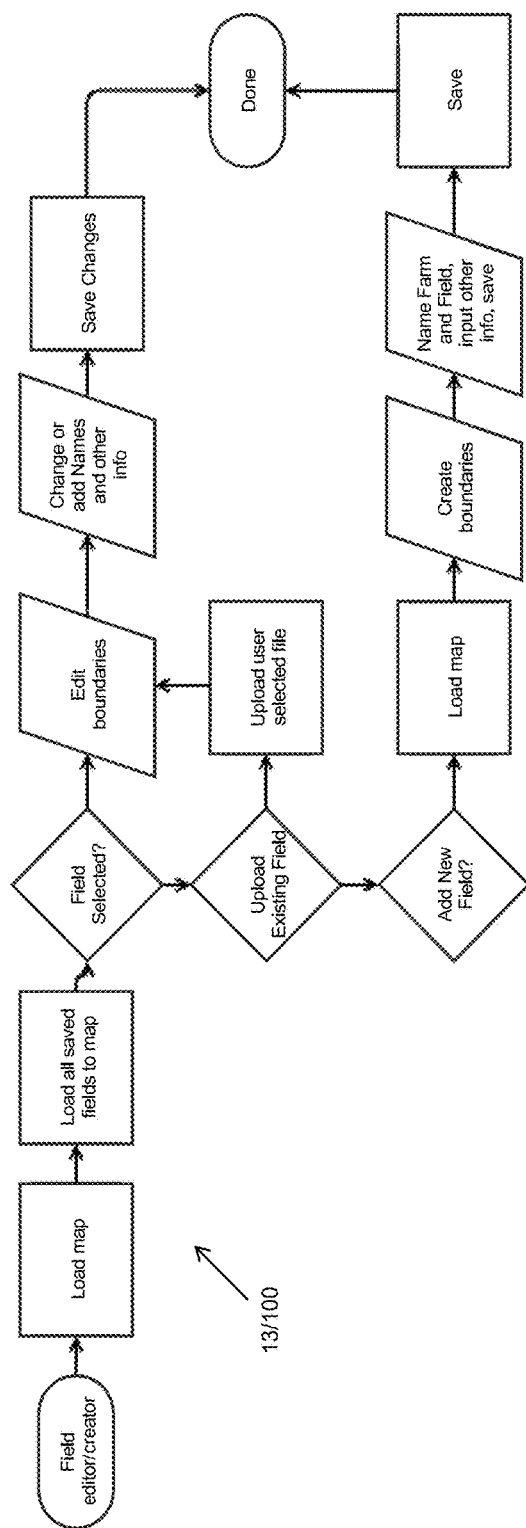 Field
editor/creator
Load map
Load all saved
fields to map
Field
Selected?
Edit
boundaries
Change or
add Names
and other
info
Save Changes
Done
Upload
Existing Field
Upload user
selected file
Add New
Field?
Load map
Create
boundaries
Name Farm
and Field,
input other
info, save
Save
13/100